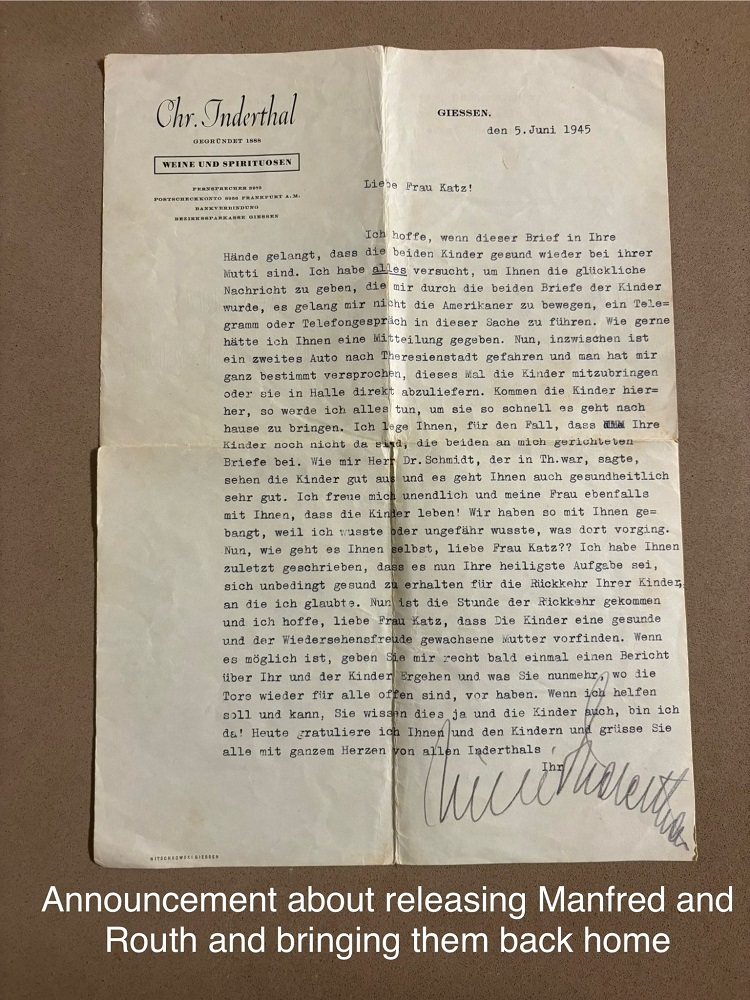 Chr. Inderthal
GEGRÜNDET 1888
WEINE UND SPIRITUOSEN
FERNSPRECHER
POSTSCHECKKONTO FRANKFURT A. M.
BANKVERBINDUNG
BEZIRKSSPARKASSE GIESSEN
GIESSEN,
den 5.Juni 1945
Liebe Frau Katz!
Ich hoffe, wenn dieser Brief in Ihre
Hände gelangt, dass die beiden Kinder gesund wieder bei ihrer
Mutti sind. Ich habe alles versucht, um Ihnen die glückliche
Nachricht zu geben, die mir durch die beiden Briefe der Kinder
wurde, es gelang mir nicht die Amerikaner zu bewegen, ein Tele=
gramm oder Telefongespräch in dieser Sache zu führen. Wie gerne
hätte ich Ihnen eine Mitteilung gegeben. Nun, inzwischen ist
ein zweites Auto nach Theresienstadt gefahren und man hat mir
ganz bestimmt versprochen, dieses Mal die Kinder mitzubringen
oder sie in Halle direkt abzuliefern. Kommen die Kinder hier=
her, so werde ich alles tun, um sie so schnell es geht nach
hause zu bringen. Ich lege Ihnen, für den Fall, dass Ihre
Kinder noch nicht da sind, die beiden an mich gerichteten
Briefe bei. Wie mir Herr Dr.Schmidt, der in Th.war, sagte,
sehen die Kinder gut aus und es geht Ihnen auch gesundheitlich
sehr gut. Ich freue mich unendlich und meine Frau ebenfalls
mit Ihnen, dass die Kinder leben! Wir haben so mit Ihnen ge=
bangt, weil ich wusste oder ungefähr wusste, was dort vorging.
Nun, wie geht es Ihnen selbst, liebe Frau Katz?? Ich habe Ihnen
zuletzt geschrieben, dass es nun Ihre heiligste Aufgabe sei,
sich unbedingt gesund zu erhalten für die Rückkehr Ihrer Kinder,
an die ich glaubte. Nun ist die Stunde der Rückkehr gekommen
und ich hoffe, liebe Frau Katz, dass Die Kinder eine gesunde
und der Wiedersehensfreude gewachsene Mutter vorfinden. Wenn
es möglich ist, geben Sie mir recht bald einmal einen Bericht
über Ihr und der Kinder Ergehen und was Sie nunmehr, wo die
Tore wieder für alle offen sind, vor haben. Wenn ich helfen
soll und kann, Sie wissen dies ja und die Kinder auch, bin ich
da! Heute gratuliere ich Ihnen und den Kindern und grüsse Sie
alle mit ganzem Herzen von allen Inderthals
Ihr
Announcement about releasing Manfred and
Routh and bringing them back home